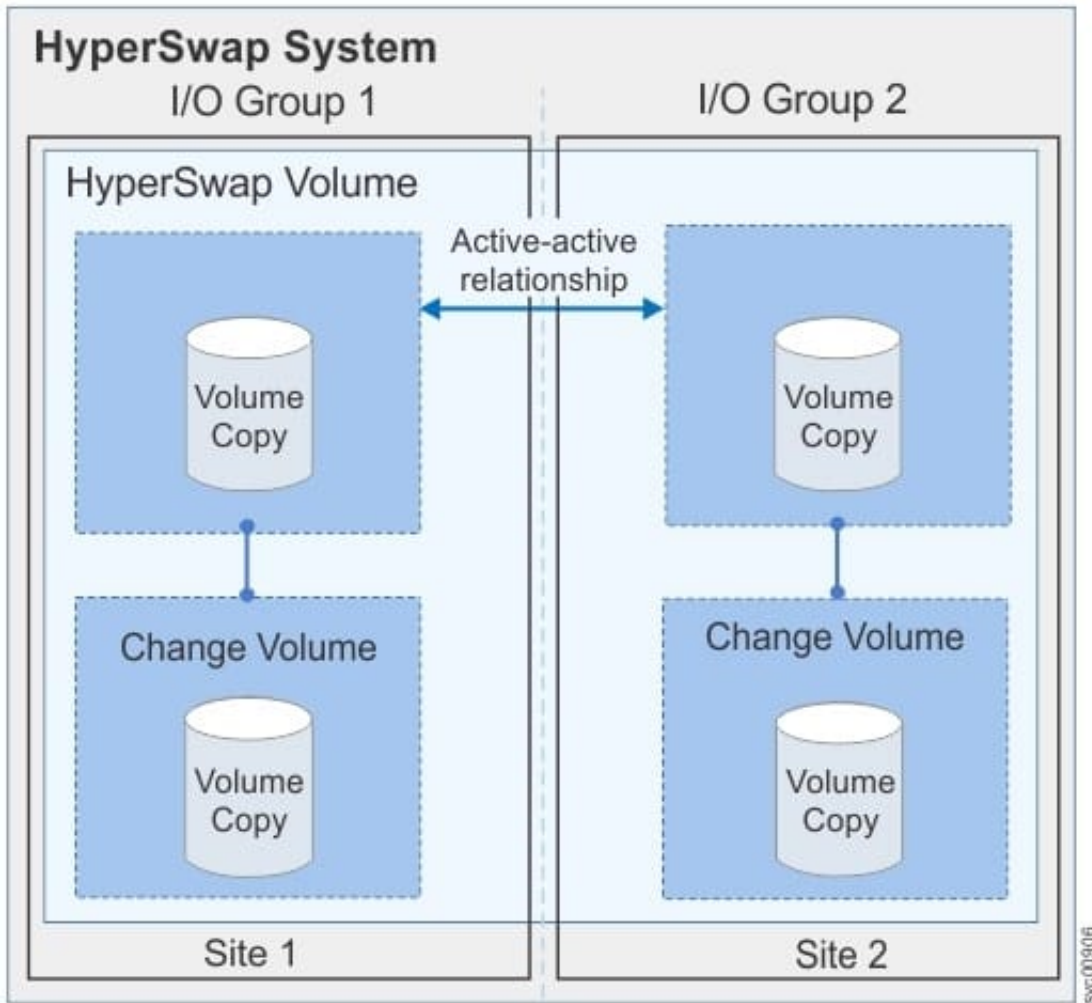 HyperSwap System
I/O Group 1
I/O Group 2
HyperSwap Volume
Active-active
relationship
Volume
Copy
Volume
Copy
Change Volume
Volume
Copy
Change Volume
Volume
Copy
Site 1
Site 2